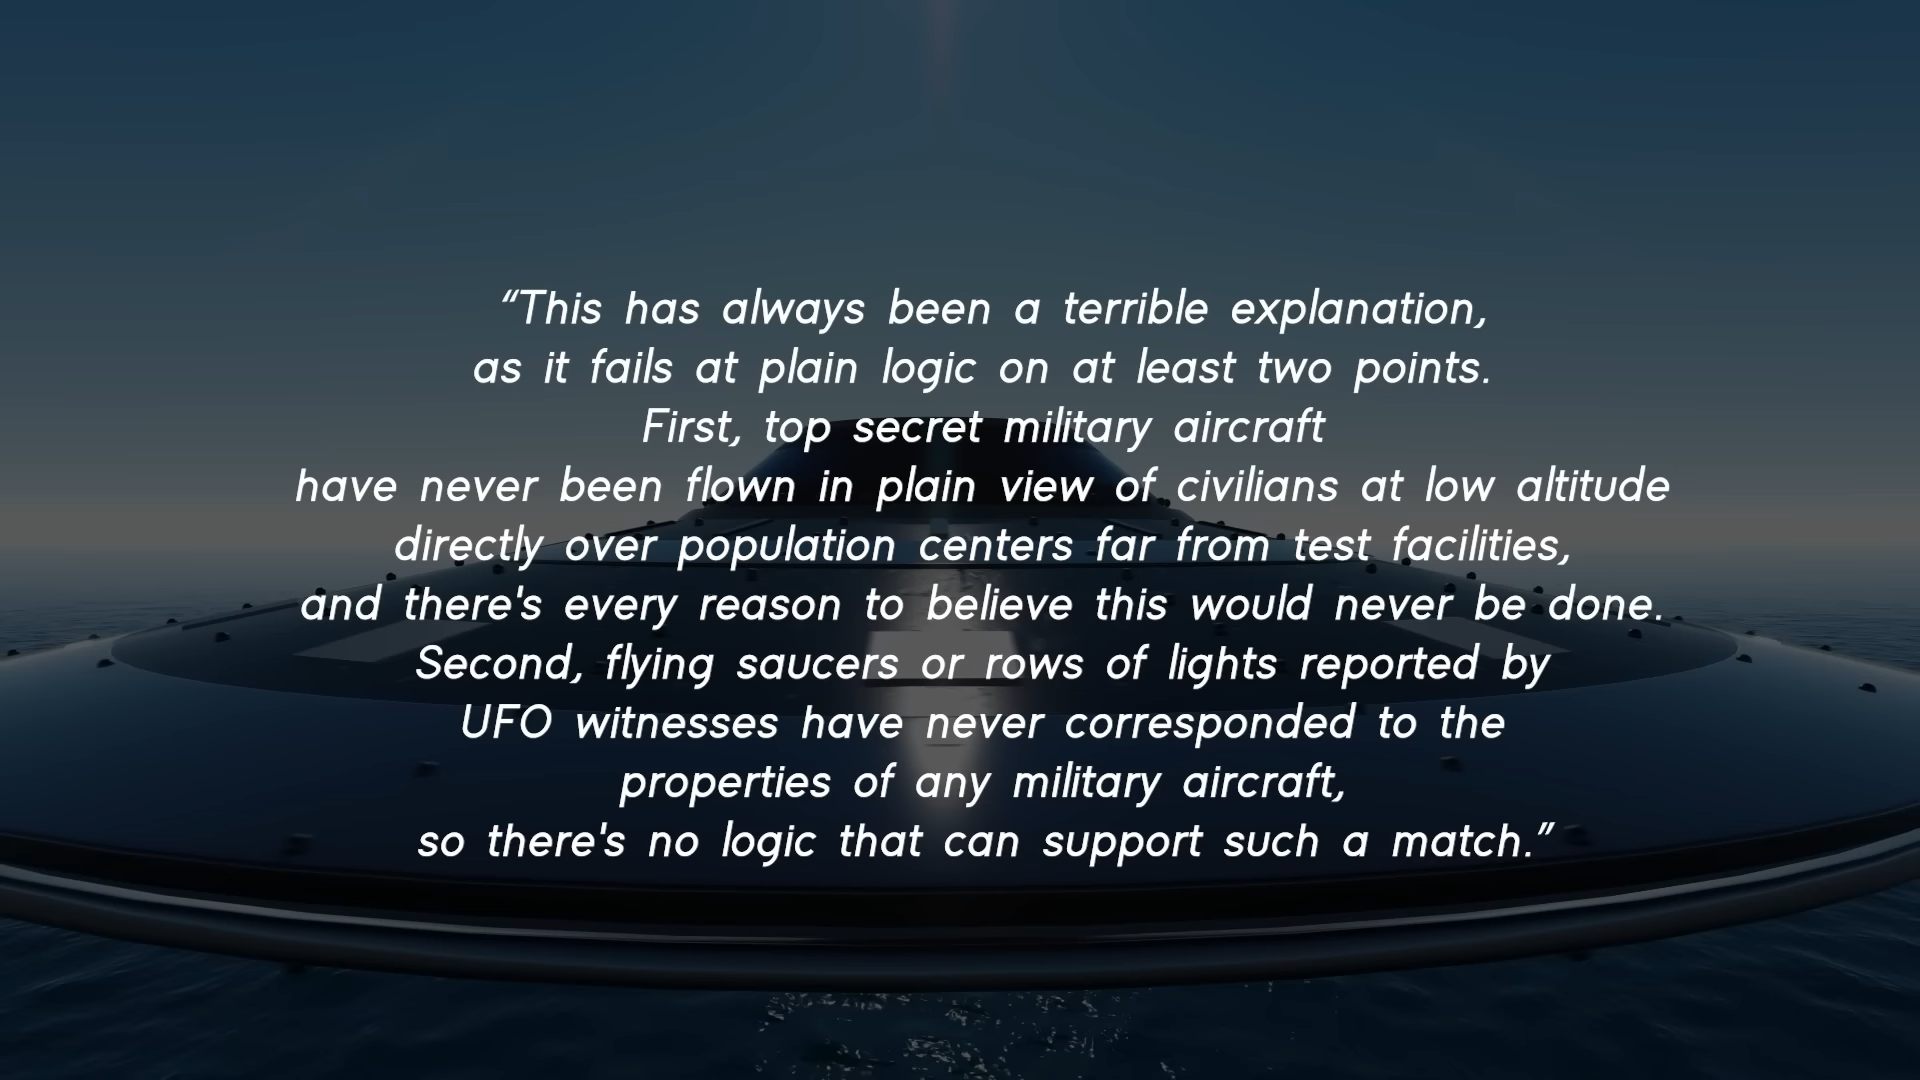 “This has always been a terrible explanation,
as it fails at plain logic on at least two points.
First, top secret military aircraft
have never been flown in plain view of civilians at low altitude
directly over population centers far from test facilities,
and there's every reason to believe this would never be done.
Second, flying saucers or rows of lights reported by
UFO witnesses have never corresponded to the
properties of any military aircraft,
so there's no logic that can support such a match.”